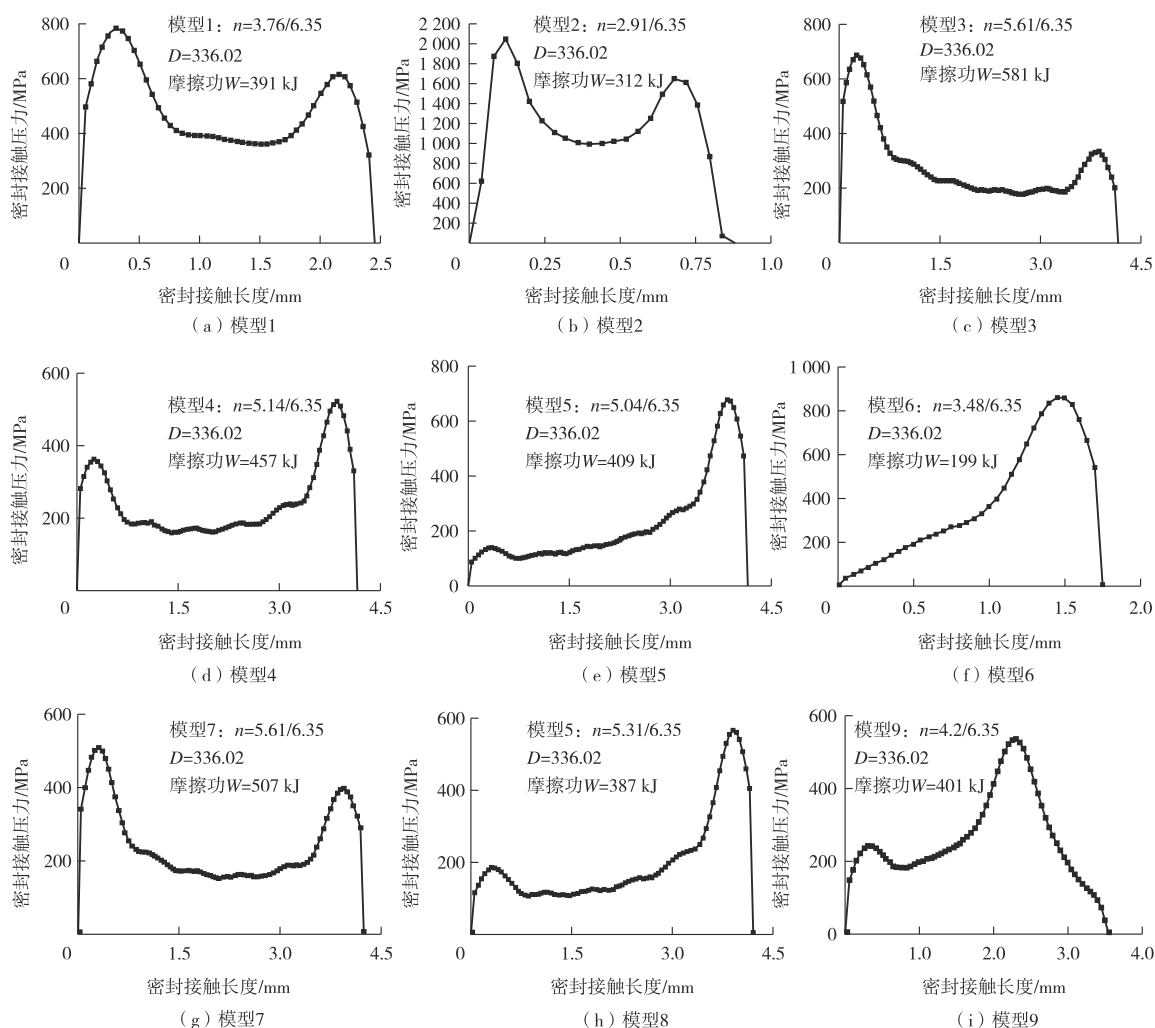 800
600
400
200
0
0.5
1.0
1.5
2.0
2.5
密封接触压力/MPa
模型1：n=3.76/6.35
D=336.02
摩擦功W=391 kJ
密封接触长度/mm
（a）模型1
2 200
2 000
1 800
1 600
1 400
1 200
1 000
800
600
400
200
0
0.25
0.50
0.75
1.0
密封接触压力/MPa
模型2：n=2.91/6.35
D=336.02
摩擦功W=312 kJ
密封接触长度/mm
（b）模型2
800
600
400
200
0
1.5
3.0
4.5
密封接触压力/MPa
模型3：n=5.61/6.35
D=336.02
摩擦功W=581 kJ
密封接触长度/mm
（c）模型3
600
400
200
0
1.5
3.0
4.5
密封接触压力/MPa
模型4：n=5.14/6.35
D=336.02
摩擦功W=457 kJ
密封接触长度/mm
（d）模型4
800
600
400
200
0
0
1.5
3.0
4.5
密封接触压力/MPa
模型5：n=5.04/6.35
D=336.02
摩擦功W=409 kJ
密封接触长度/mm
（e）模型5
1 000
800
600
400
200
0
0
0.5
1.0
1.5
2.0
密封接触压力/MPa
模型6：n=3.48/6.35
D=336.02
摩擦功W=199 kJ
密封接触长度/mm
（f）模型6
600
400
200
0
1.5
3.0
4.5
密封接触压力/MPa
模型7：n=5.61/6.35
D=336.02
摩擦功W=507 kJ
密封接触长度/mm
（g）模型7
600
400
200
0
1.5
3.0
4.5
密封接触压力/MPa
模型5：n=5.31/6.35
D=336.02
摩擦功W=387 kJ
密封接触长度/mm
（h）模型8
600
400
200
0
1.0
2.0
3.0
4.0
密封接触压力/MPa
模型9：n=4.2/6.35
D=336.02
摩擦功W=401 kJ
密封接触长度/mm
（i）模型9